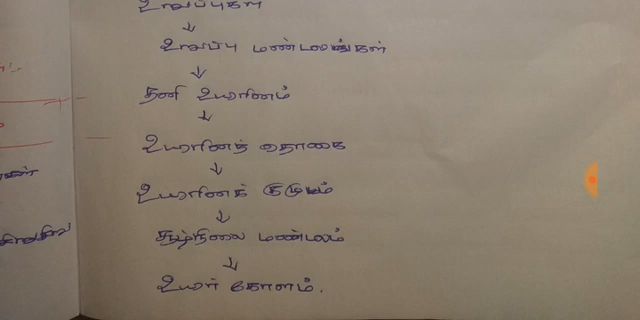 உறுப்புகள்
↓
உறுப்பு மண்டலங்கள்
↓
தனி உயிரினம்
↓
உயிரினத் தொகை
↓
உயிரினக் குழுமம்
↓
சூழ்நிலை மண்டலம்
↓
உயிர் கோளம்.